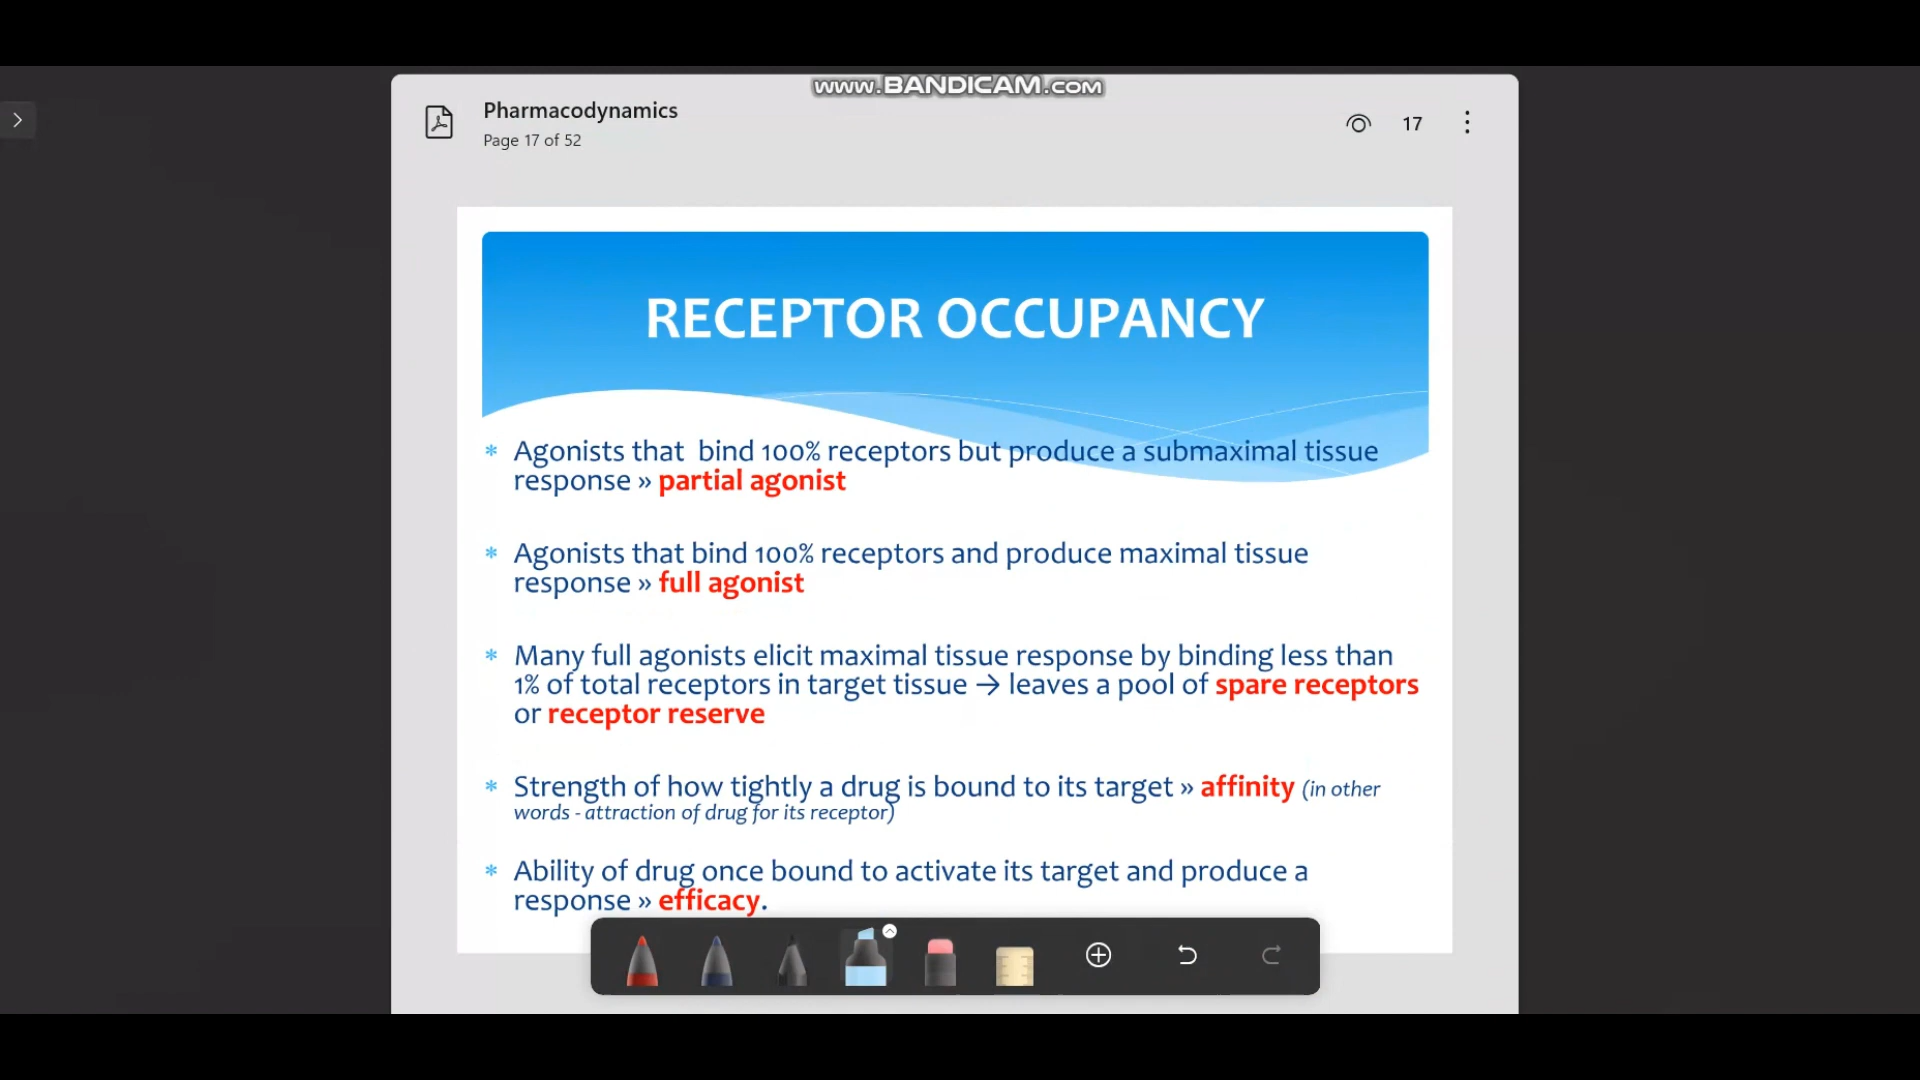 www.BANDICAM.com
Pharmacodynamics
Page 17 of 52
17
RECEPTOR OCCUPANCY
* Agonists that bind 100% receptors but produce a submaximal tissue
response » partial agonist
* Agonists that bind 100% receptors and produce maximal tissue
response » full agonist
* Many full agonists elicit maximal tissue response by binding less than
1% of total receptors in target tissue → leaves a pool of spare receptors
or receptor reserve
* Strength of how tightly a drug is bound to its target » affinity (in other
words - attraction of drug for its receptor)
* Ability of drug once bound to activate its target and produce a
response » efficacy.